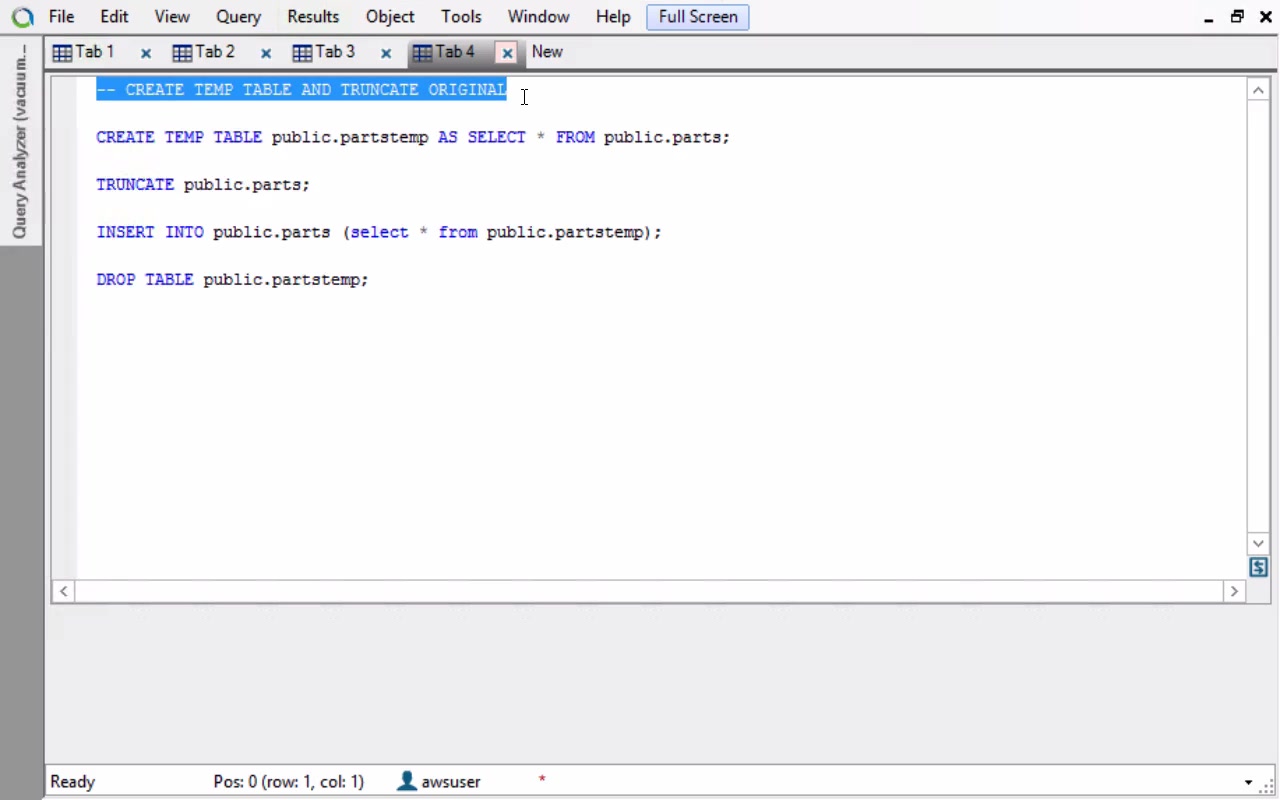 File Edit View Query Results Object Tools Window Help Full Screen
Query Analyzer (vacuum...
Tab 1 Tab 2 Tab 3 Tab 4 New
-- CREATE TEMP TABLE AND TRUNCATE ORIGINAL
CREATE TEMP TABLE public.partstemp AS SELECT * FROM public.parts;
TRUNCATE public.parts;
INSERT INTO public.parts (select * from public.partstemp);
DROP TABLE public.partstemp;
Ready Pos: 0 (row: 1, col: 1) awsuser *